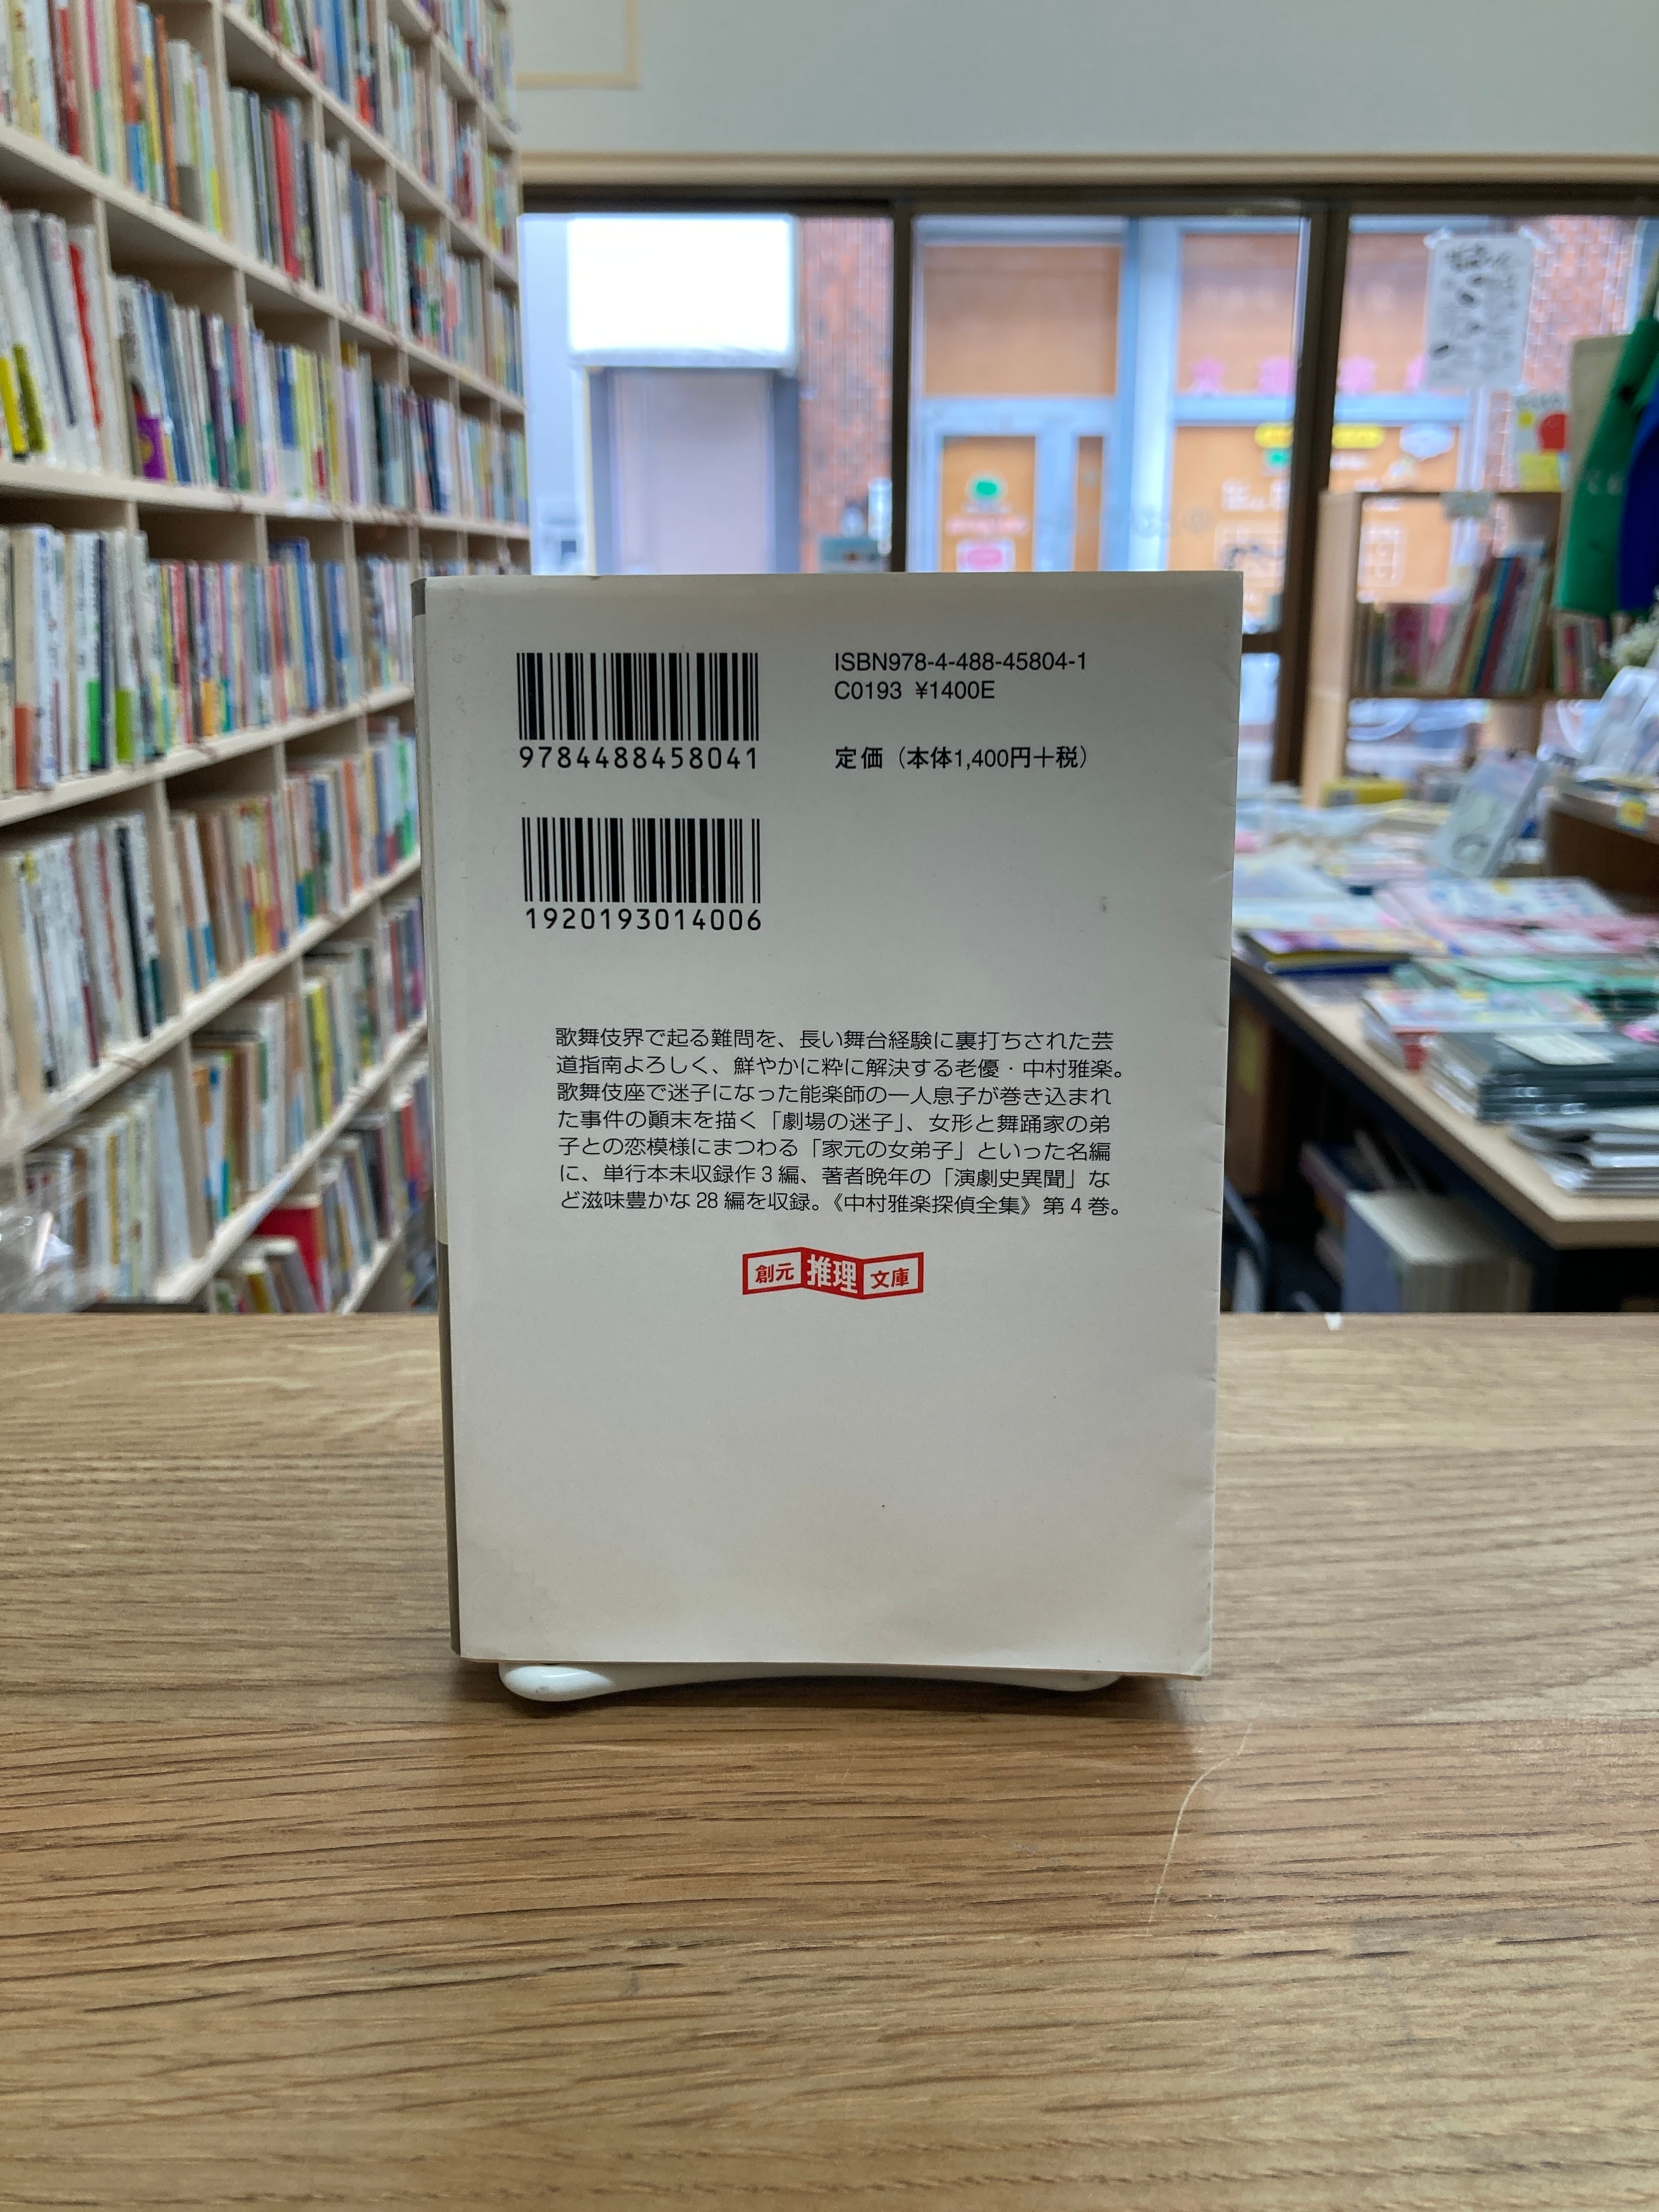 ISBN978-4-488-45804-1
C0193 ¥1400E
9784488458041
定価（本体1,400円＋税）
1920193014006
歌舞伎界で起る難問を、長い舞台経験に裏打ちされた芸
道指南よろしく、鮮やかに粋に解決する老優・中村雅楽。
歌舞伎座で迷子になった能楽師の一人息子が巻き込まれ
た事件の顚末を描く「劇場の迷子」、女形と舞踊家の弟
子との恋模様にまつわる「家元の女弟子」といった名編
に、単行本未収録作3編、著者晩年の「演劇史異聞」な
ど滋味豊かな28編を収録。《中村雅楽探偵全集》第4巻。
創元推理文庫